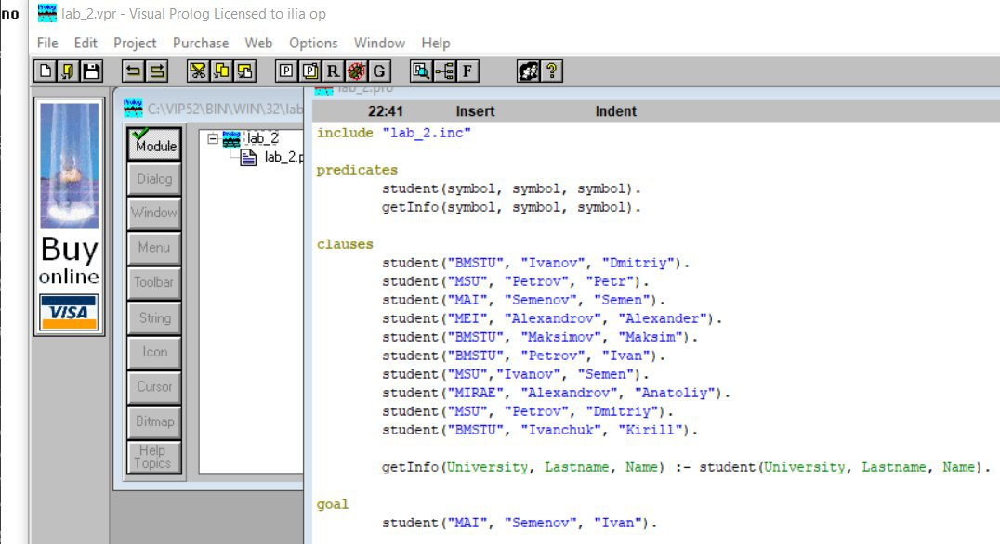 no
lab_2.vpr - Visual Prolog Licensed to ilia op
File Edit Project Purchase Web Options Window Help
P R G F ?
Buy
online
VISA
C:\VIP52\BIN\WIN\32\lab
Module
Dialog
Window
Menu
Toolbar
String
Icon
Cursor
Bitmap
Help
Topics
lab_2
lab_2.p
lab_2.pro
22:41 Insert Indent
include "lab_2.inc"
predicates
student(symbol, symbol, symbol).
getInfo(symbol, symbol, symbol).
clauses
student("BMSTU", "Ivanov", "Dmitriy").
student("MSU", "Petrov", "Petr").
student("MAI", "Semenov", "Semen").
student("MEI", "Alexandrov", "Alexander").
student("BMSTU", "Maksimov", "Maksim").
student("BMSTU", "Petrov", "Ivan").
student("MSU","Ivanov", "Semen").
student("MIRAE", "Alexandrov", "Anatoliy").
student("MSU", "Petrov", "Dmitriy").
student("BMSTU", "Ivanchuk", "Kirill").
getInfo(University, Lastname, Name) :- student(University, Lastname, Name).
goal
student("MAI", "Semenov", "Ivan").